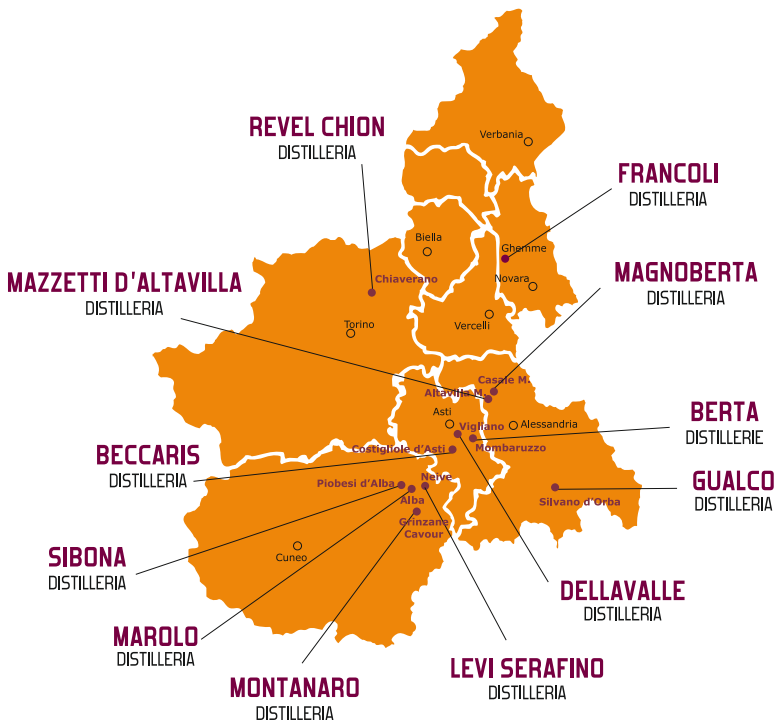 Verbania
REVEL CHION
DISTILLERIA
FRANCOLI
DISTILLERIA
Biella
Ghemme
MAZZETTI D'ALTAVILLA
DISTILLERIA
Chiaverano
Novara
MAGNOBERTA
DISTILLERIA
Torino
Vercelli
Casale M.
Altavilla M.
Asti
Alessandria
Vigliano
BERTA
DISTILLERIE
Mombaruzzo
Costigliole d'Asti
BECCARIS
DISTILLERIA
Piobesi d'Alba
Neive
Alba
Silvano d'Orba
GUALCO
DISTILLERIA
Grinzane
Cavour
Cuneo
SIBONA
DISTILLERIA
DELLAVALLE
DISTILLERIA
MAROLO
DISTILLERIA
LEVI SERAFINO
DISTILLERIA
MONTANARO
DISTILLERIA